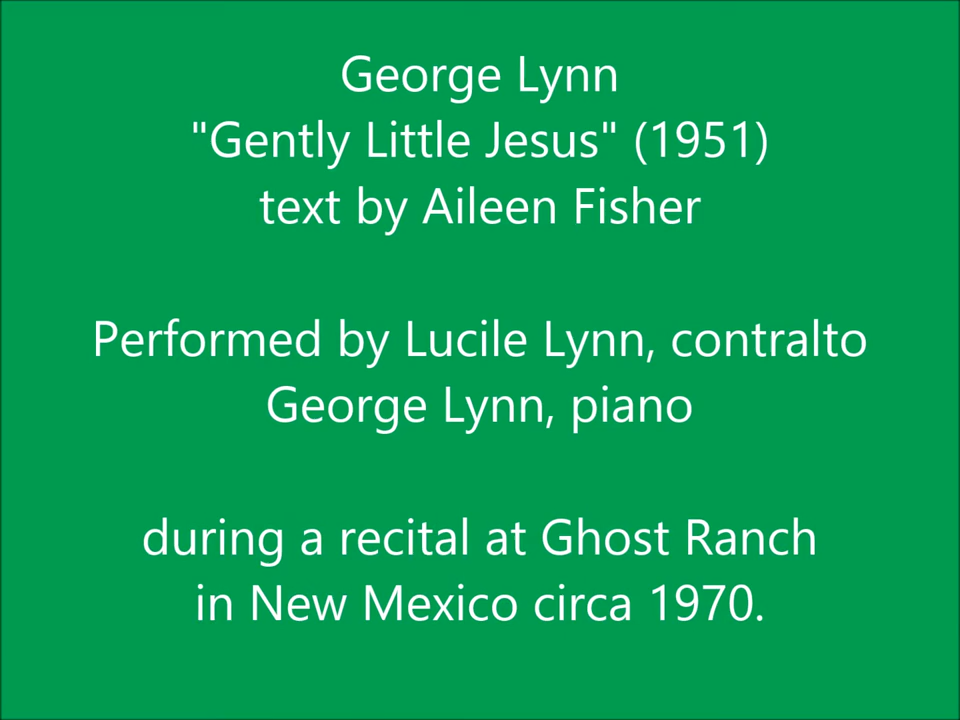 George Lynn
"Gently Little Jesus" (1951)
text by Aileen Fisher
Performed by Lucile Lynn, contralto
George Lynn, piano
during a recital at Ghost Ranch
in New Mexico circa 1970.